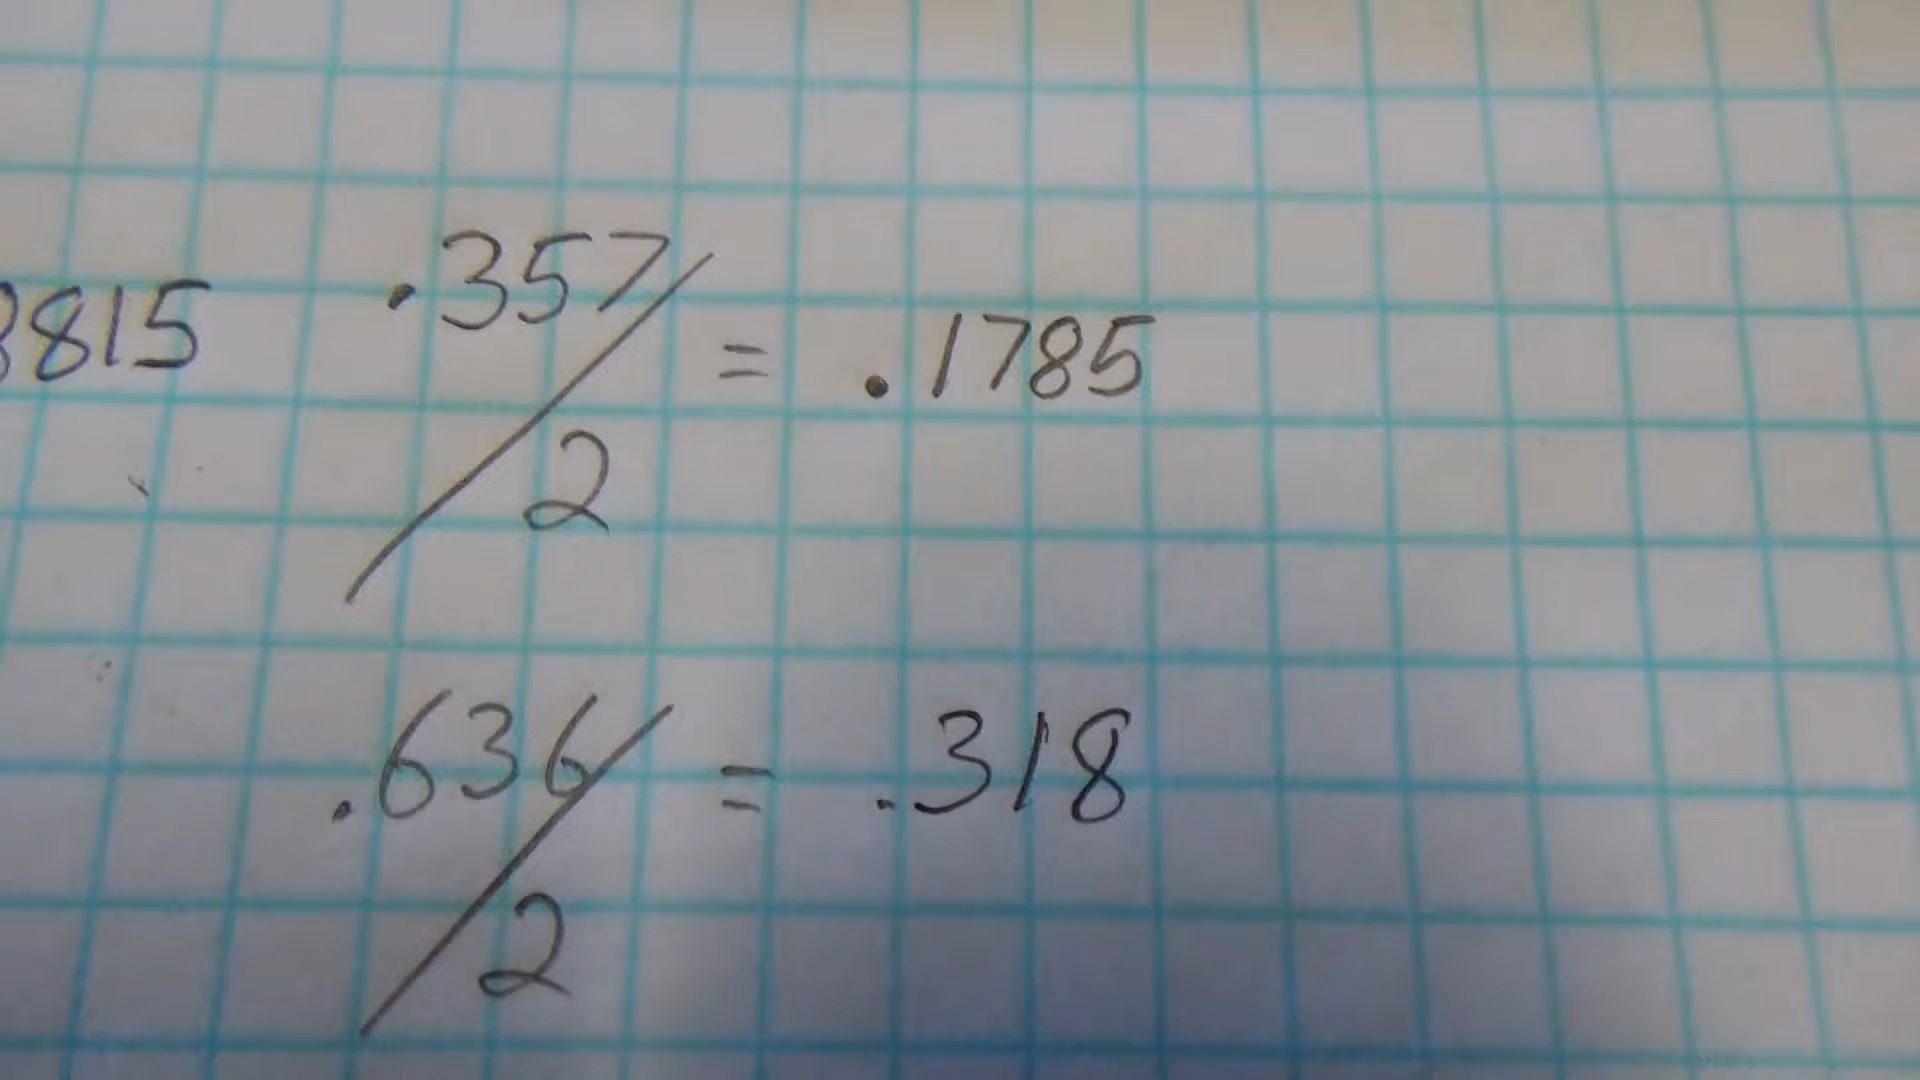 8815 .357/2 = .1785
.636/2 = .318